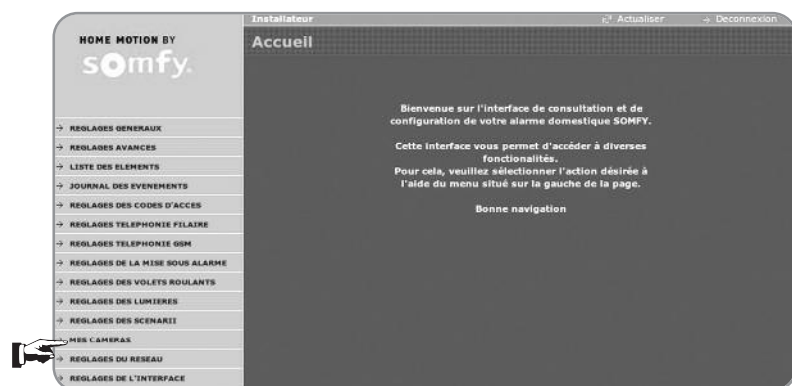 Installateur
Actualiser
Deconnexion
HOME MOTION BY
somfy.
Accueil
Bienvenue sur l'interface de consultation et de
configuration de votre alarme domestique SOMFY.
Cette interface vous permet d'accéder à diverses
fonctionalités.
Pour cela, veuillez sélectionner l'action désirée à
l'aide du menu situé sur la gauche de la page.
Bonne navigation
REGLAGES GENERAUX
REGLAGES AVANCES
LISTE DES ELEMENTS
JOURNAL DES EVENEMENTS
REGLAGES DES CODES D'ACCES
REGLAGES TELEPHONIE FILAIRE
REGLAGES TELEPHONIE GSM
REGLAGES DE LA MISE SOUS ALARME
REGLAGES DES VOLETS ROULANTS
REGLAGES DES LUMIERES
REGLAGES DES SCENARII
MES CAMERAS
REGLAGES DU RESEAU
REGLAGES DE L'INTERFACE